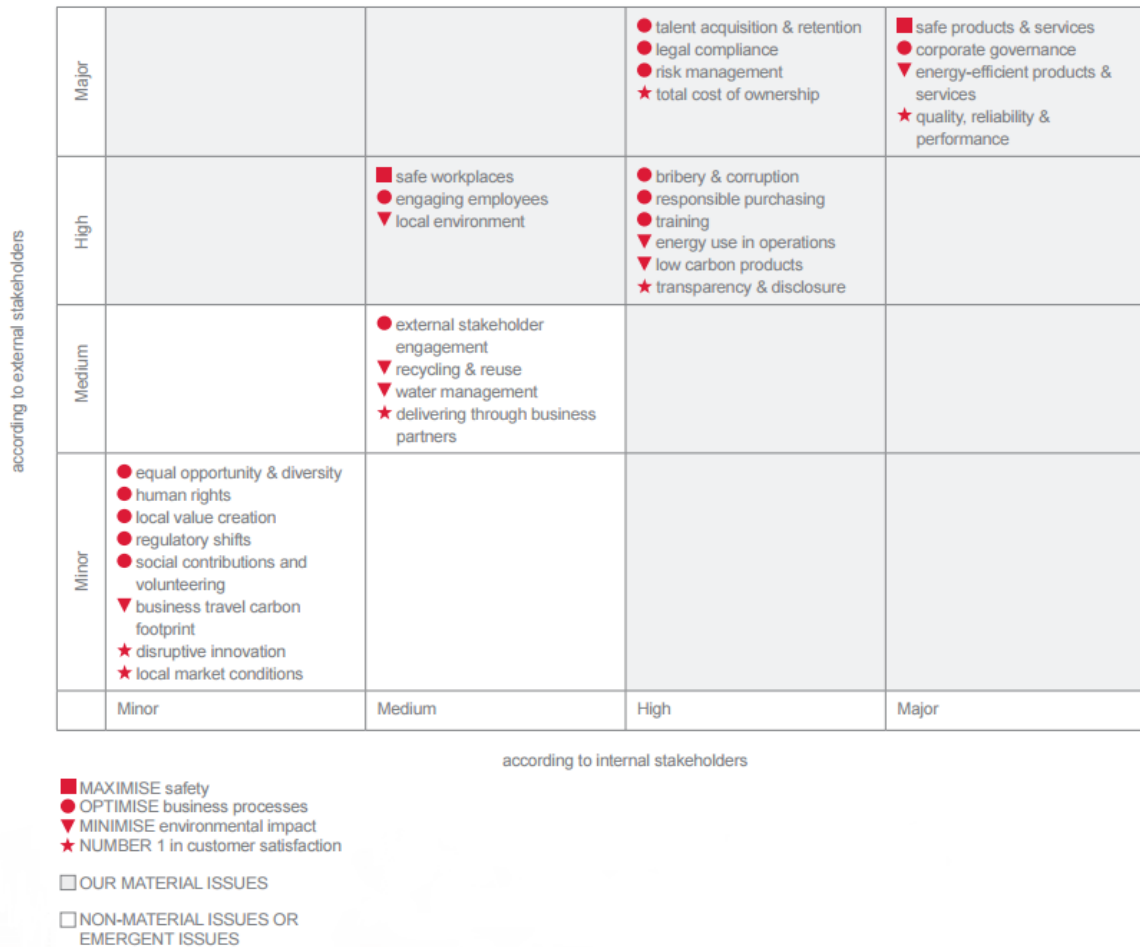 according to external stakeholders
Major
talent acquisition & retention
legal compliance
risk management
★ total cost of ownership
safe products & services
corporate governance
energy-efficient products &
services
★ quality, reliability &
performance
High
safe workplaces
engaging employees
local environment
bribery & corruption
responsible purchasing
training
energy use in operations
low carbon products
★ transparency & disclosure
Medium
external stakeholder
engagement
recycling & reuse
water management
★ delivering through business
partners
Minor
equal opportunity & diversity
human rights
local value creation
regulatory shifts
social contributions and
volunteering
business travel carbon
footprint
★ disruptive innovation
★ local market conditions
Minor
Medium
High
Major
according to internal stakeholders
MAXIMISE safety
OPTIMISE business processes
MINIMISE environmental impact
★ NUMBER 1 in customer satisfaction
OUR MATERIAL ISSUES
NON-MATERIAL ISSUES OR
EMERGENT ISSUES